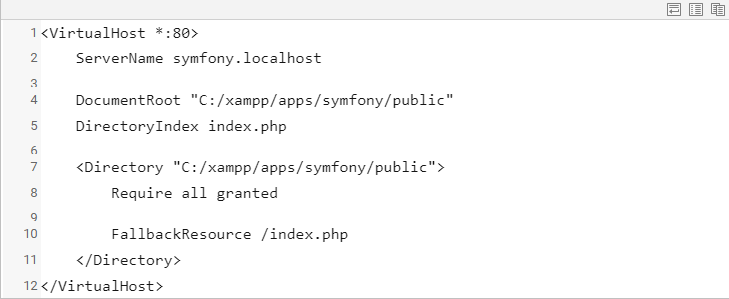 1 <VirtualHost *:80>
2     ServerName symfony.localhost
3
4     DocumentRoot "C:/xampp/apps/symfony/public"
5     DirectoryIndex index.php
6
7     <Directory "C:/xampp/apps/symfony/public">
8         Require all granted
9
10         FallbackResource /index.php
11     </Directory>
12 </VirtualHost>